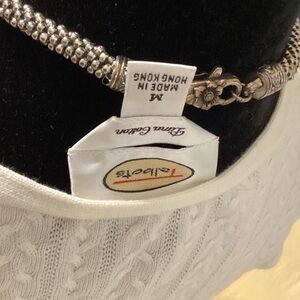 Talbots
Pima Cotton
M
MADE IN
HONG KONG